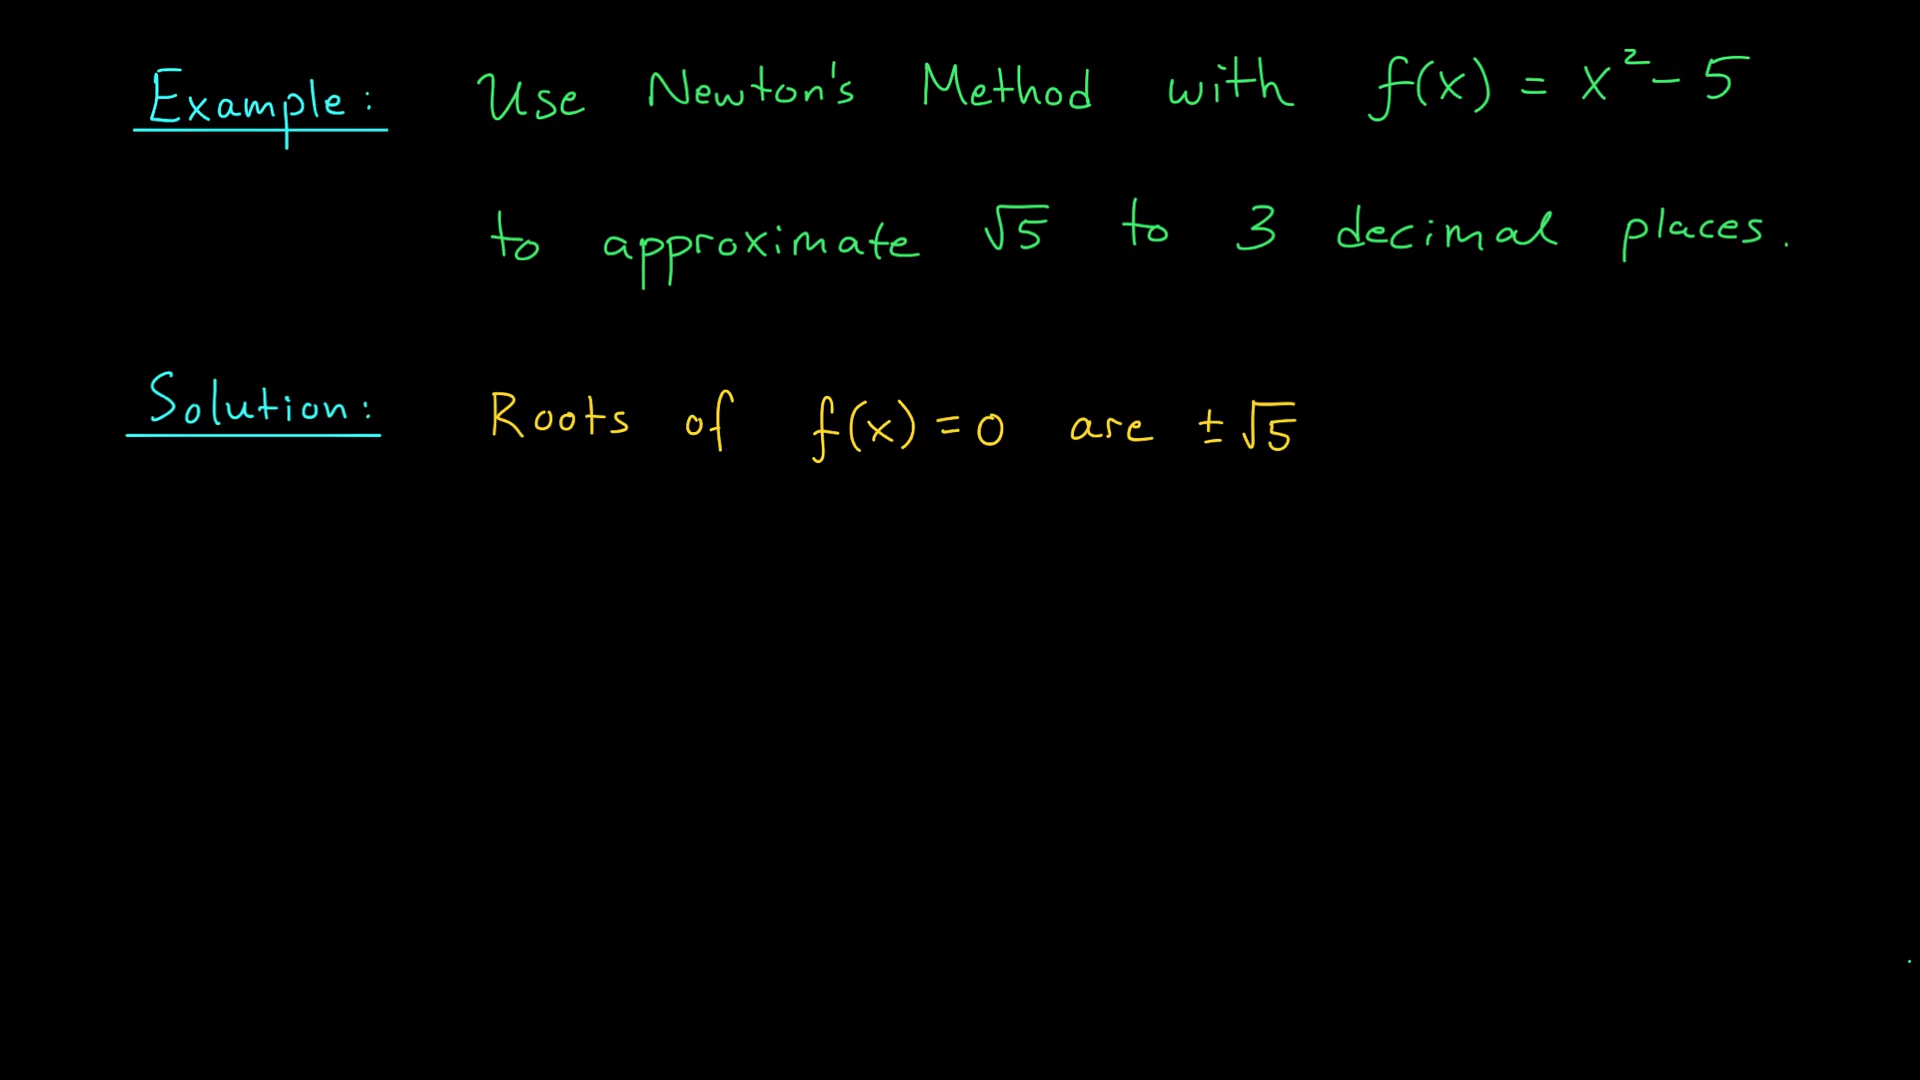 Example: Use Newton's Method with f(x) = x² - 5
to approximate √5 to 3 decimal places.
Solution: Roots of f(x) = 0 are ± √5